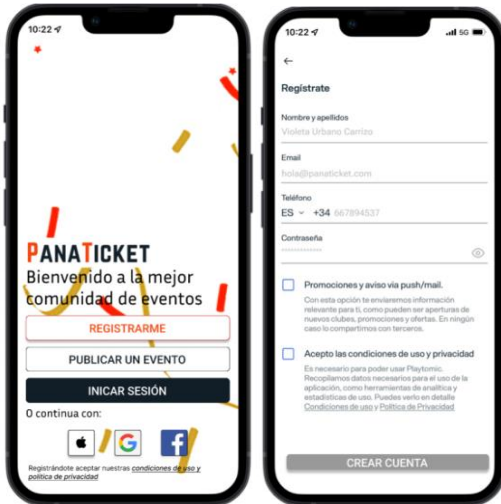 10:22
PANATICKET
Bienvenido a la mejor
comunidad de eventos
REGISTRARME
PUBLICAR UN EVENTO
INICAR SESIÓN
O continua con:
Registrándote aceptar nuestras condiciones de uso y
política de privacidad
10:22
5G
Regístrate
Nombre y apellidos
Violeta Urbano Carrizo
Email
hola@panaticket.com
Teléfono
ES +34 667894537
Contraseña
Promociones y aviso via push/mail.
Con esta opción te enviaremos información
relevante para ti, como pueden ser aperturas de
nuevos clubes, promociones y ofertas. En ningún
caso lo compartimos con terceros.
Acepto las condiciones de uso y privacidad
Es necesario para poder usar Playtomic.
Recopilamos datos necesarios para el uso de la
aplicación, como herramientas de analítica y
estadísticas de uso. Puedes verlo en detalle
Condiciones de uso y Política de Privacidad
CREAR CUENTA